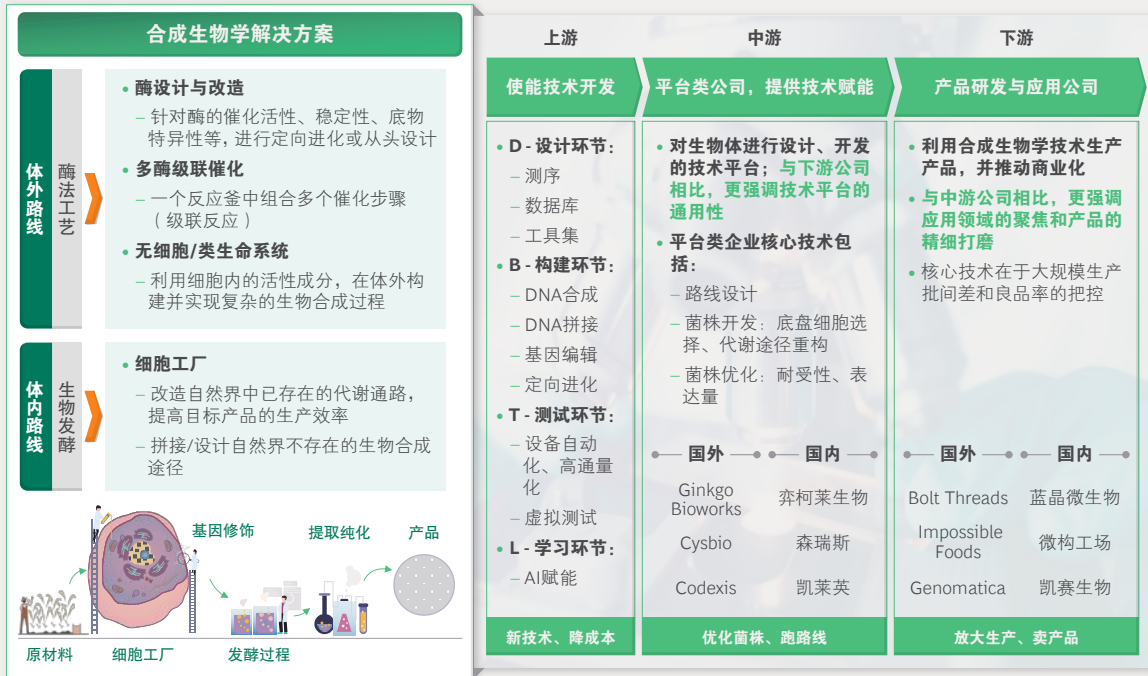 合成生物学解决方案
体外路线
酶法工艺
• 酶设计与改造
– 针对酶的催化活性、稳定性、底物
特异性等，进行定向进化或从头设计
• 多酶级联催化
– 一个反应釜中组合多个催化步骤
（级联反应）
• 无细胞/类生命系统
– 利用细胞内的活性成分，在体外构
建并实现复杂的生物合成过程
体内路线
生物发酵
• 细胞工厂
– 改造自然界中已存在的代谢通路，
提高目标产品的生产效率
– 拼接/设计自然界不存在的生物合成
途径
基因修饰
提取纯化
产品
原材料
细胞工厂
发酵过程
上游
使能技术开发
• D - 设计环节：
– 测序
– 数据库
– 工具集
• B - 构建环节：
– DNA合成
– DNA拼接
– 基因编辑
– 定向进化
• T - 测试环节：
– 设备自动
化、高通量
化
– 虚拟测试
• L - 学习环节：
– AI赋能
新技术、降成本
中游
平台类公司，提供技术赋能
• 对生物体进行设计、开发
的技术平台；与下游公司
相比，更强调技术平台的
通用性
• 平台类企业核心技术包
括：
– 路线设计
– 菌株开发：底盘细胞选
择、代谢途径重构
– 菌株优化：耐受性、表
达量
国外
国内
Ginkgo
Bioworks
弈柯莱生物
Cysbio
森瑞斯
Codexis
凯莱英
优化菌株、跑路线
下游
产品研发与应用公司
• 利用合成生物学技术生产
产品，并推动商业化
• 与中游公司相比，更强调
应用领域的聚焦和产品的
精细打磨
• 核心技术在于大规模生产
批间差和良品率的把控
国外
国内
Bolt Threads
蓝晶微生物
Impossible
Foods
微构工场
Genomatica
凯赛生物
放大生产、卖产品